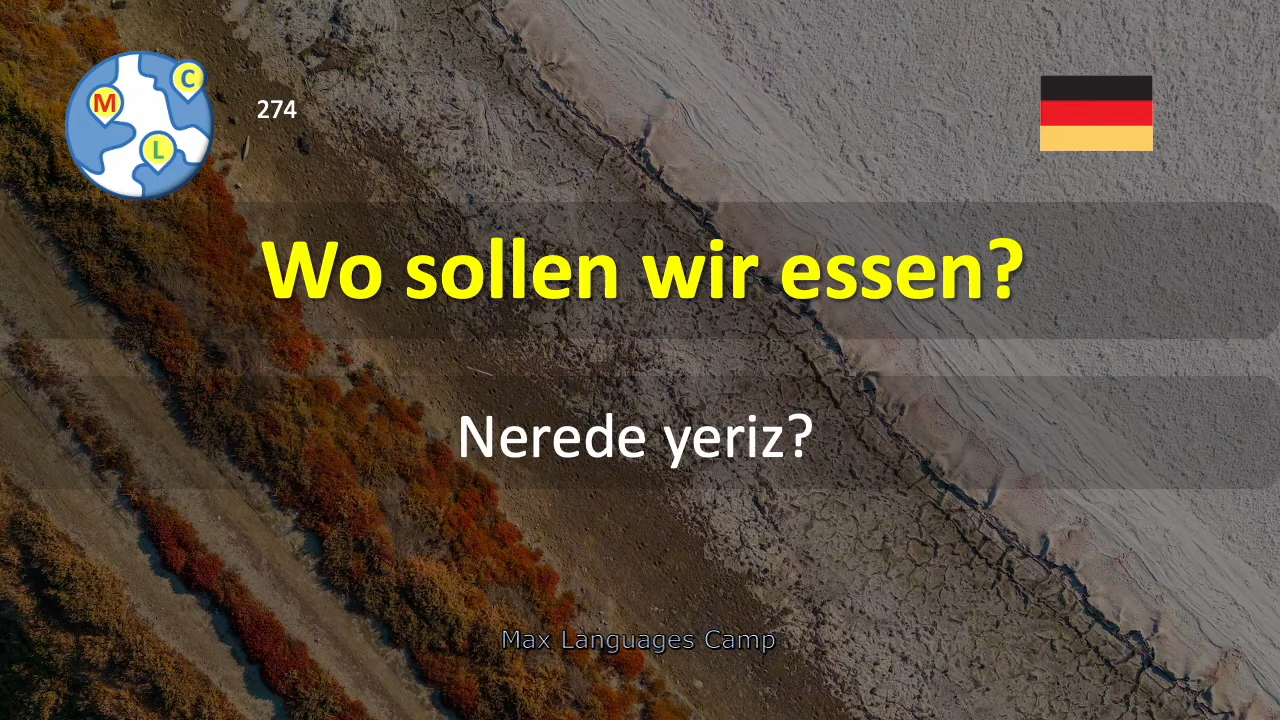 M
C
L
274
Wo sollen wir essen?
Nerede yeriz?
Max Languages Camp